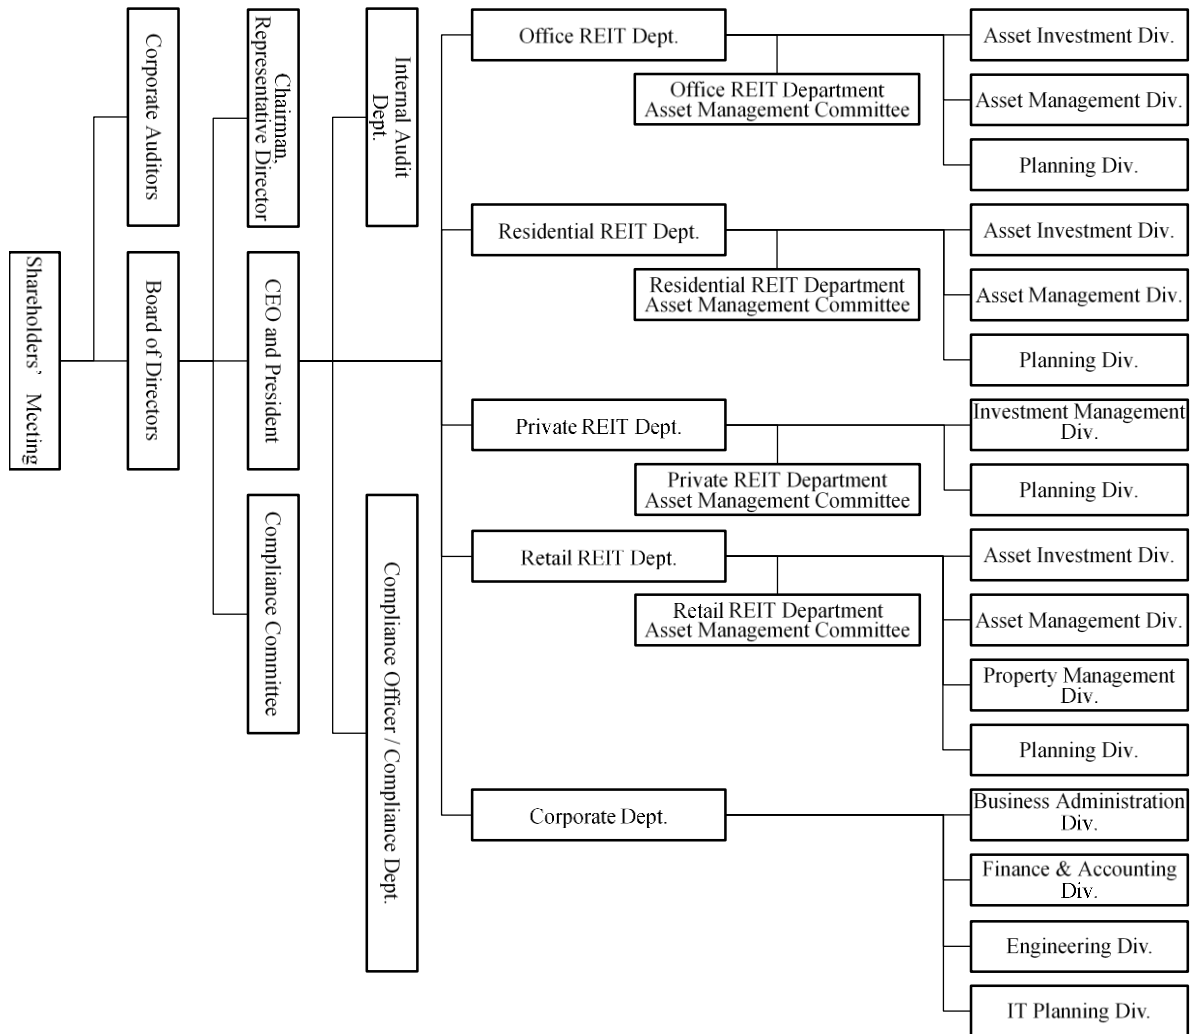 Shareholders' Meeting
Corporate Auditors
Board of Directors
Chairman,
Representative Director
CEO and President
Compliance Committee
Internal Audit
Dept.
Compliance Officer / Compliance Dept.
Office REIT Dept.
Office REIT Department
Asset Management Committee
Asset Investment Div.
Asset Management Div.
Planning Div.
Residential REIT Dept.
Residential REIT Department
Asset Management Committee
Asset Investment Div.
Asset Management Div.
Planning Div.
Private REIT Dept.
Private REIT Department
Asset Management Committee
Investment Management
Div.
Planning Div.
Retail REIT Dept.
Retail REIT Department
Asset Management Committee
Asset Investment Div.
Asset Management Div.
Property Management
Div.
Planning Div.
Corporate Dept.
Business Administration
Div.
Finance & Accounting
Div.
Engineering Div.
IT Planning Div.